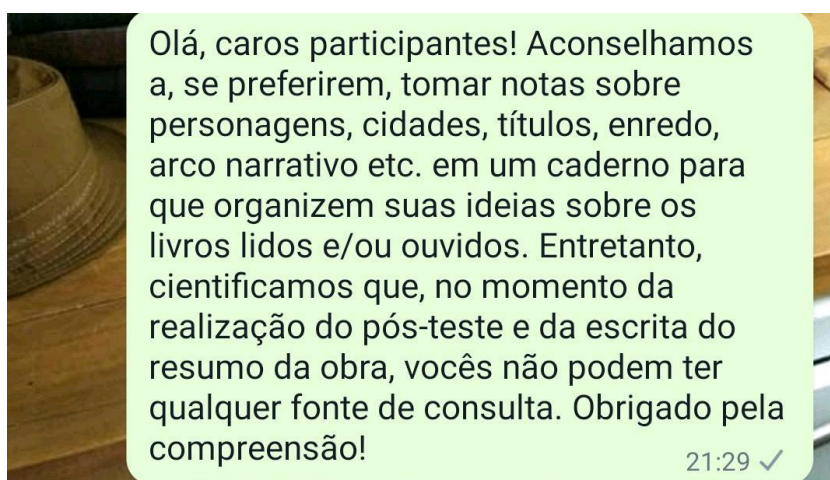 Olá, caros participantes! Aconselhamos
a, se preferirem, tomar notas sobre
personagens, cidades, títulos, enredo,
arco narrativo etc. em um caderno para
que organizem suas ideias sobre os
livros lidos e/ou ouvidos. Entretanto,
cientificamos que, no momento da
realização do pós-teste e da escrita do
resumo da obra, vocês não podem ter
qualquer fonte de consulta. Obrigado pela
compreensão!
21:29